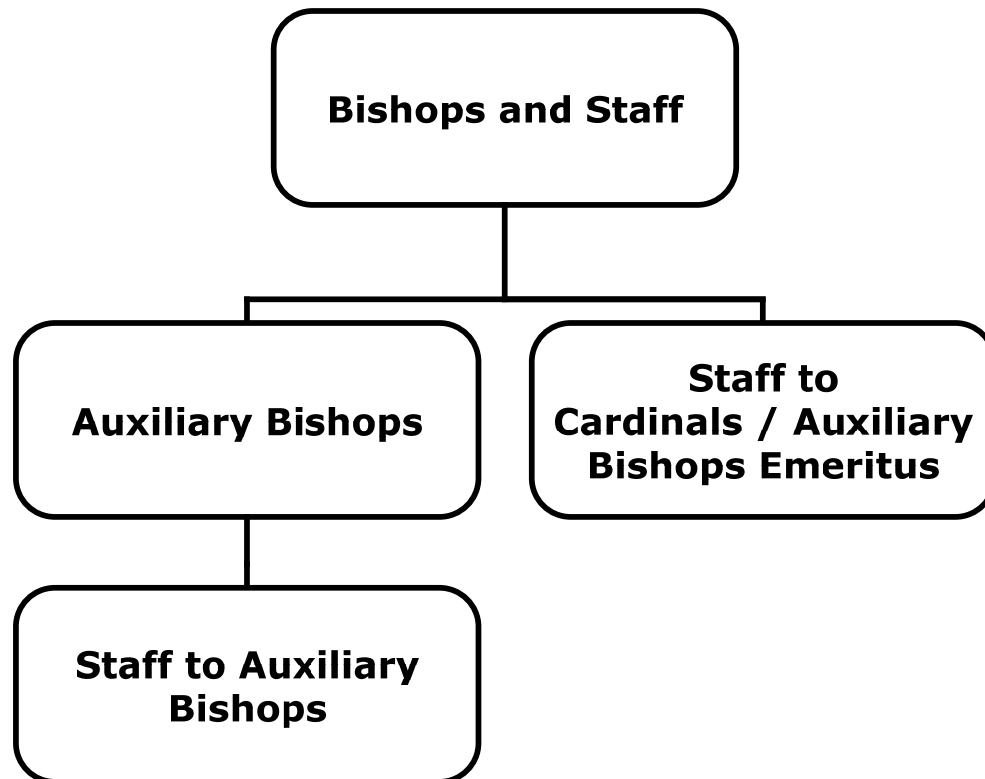 Bishops and Staff
Auxiliary Bishops
Staff to
Cardinals / Auxiliary
Bishops Emeritus
Staff to Auxiliary
Bishops